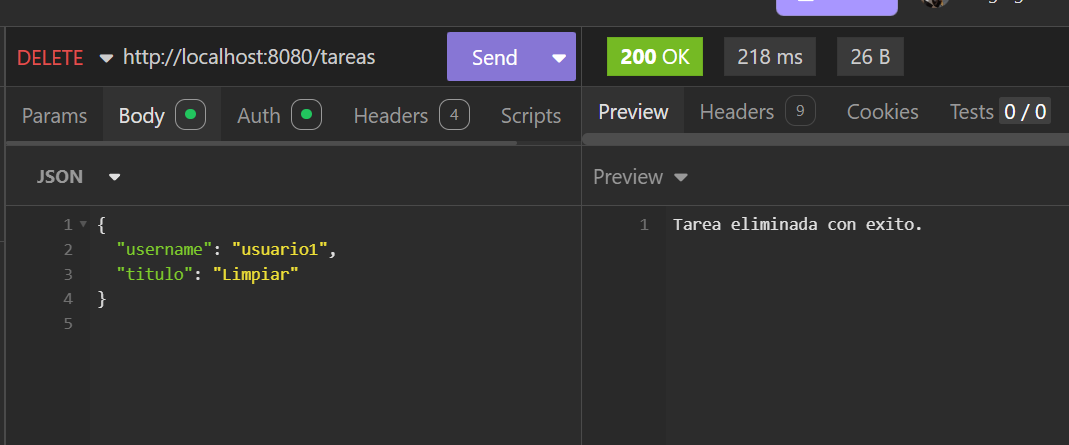 DELETE http://localhost:8080/tareas Send 200 OK 218 ms 26 B
Params Body Auth Headers 4 Scripts Preview Headers 9 Cookies Tests 0 / 0
JSON Preview
1 {
2 "username": "usuario1",
3 "titulo": "Limpiar"
4 }
5
1 Tarea eliminada con exito.